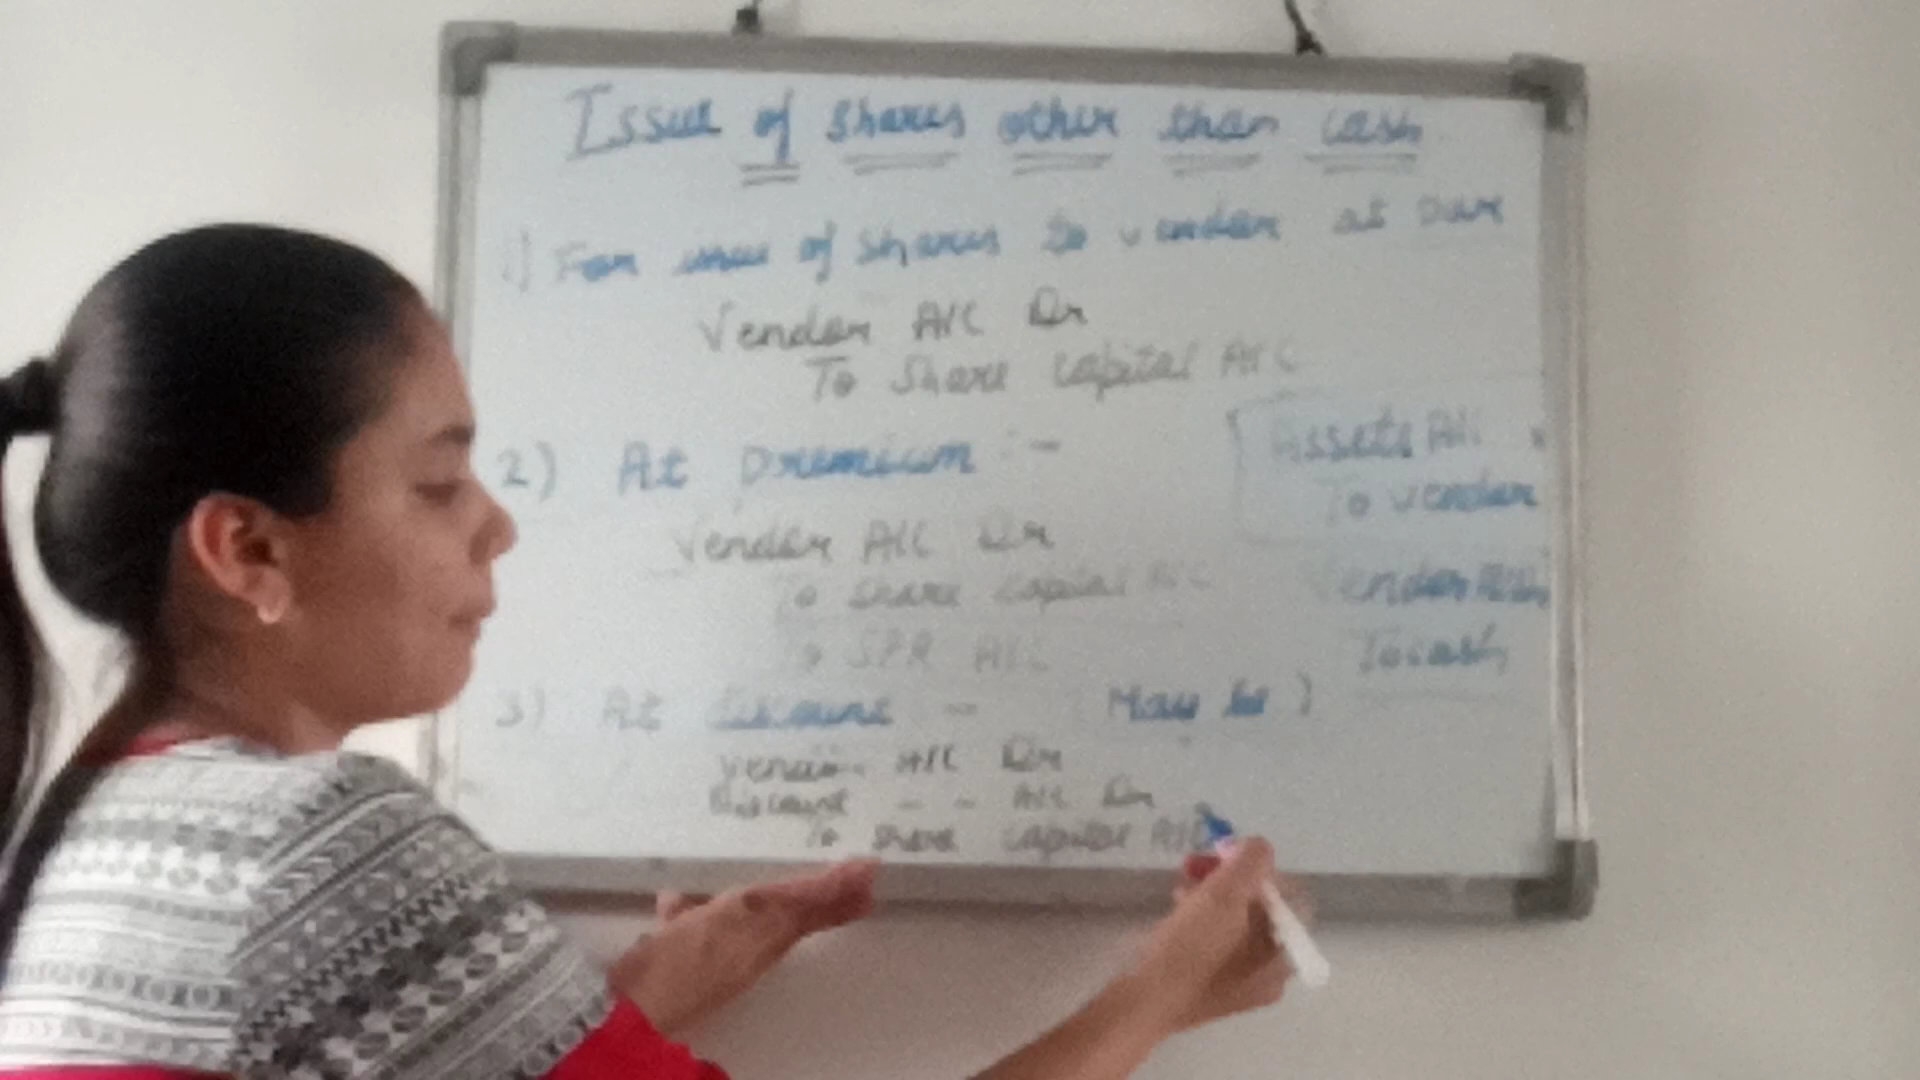 Issue of shares other than cash
1) For issue of shares to vendor at par
Vendor A/C Dr
To Share Capital A/C
2) At Premium :-
Vendor A/C Dr
To share capital A/C
To SPR A/C
3) At Discount - May be )
Vendor A/C Dr
Discount - - A/C Dr
To share capital A/C
Assets A/C
To vendor
Vendor A/C
To cash